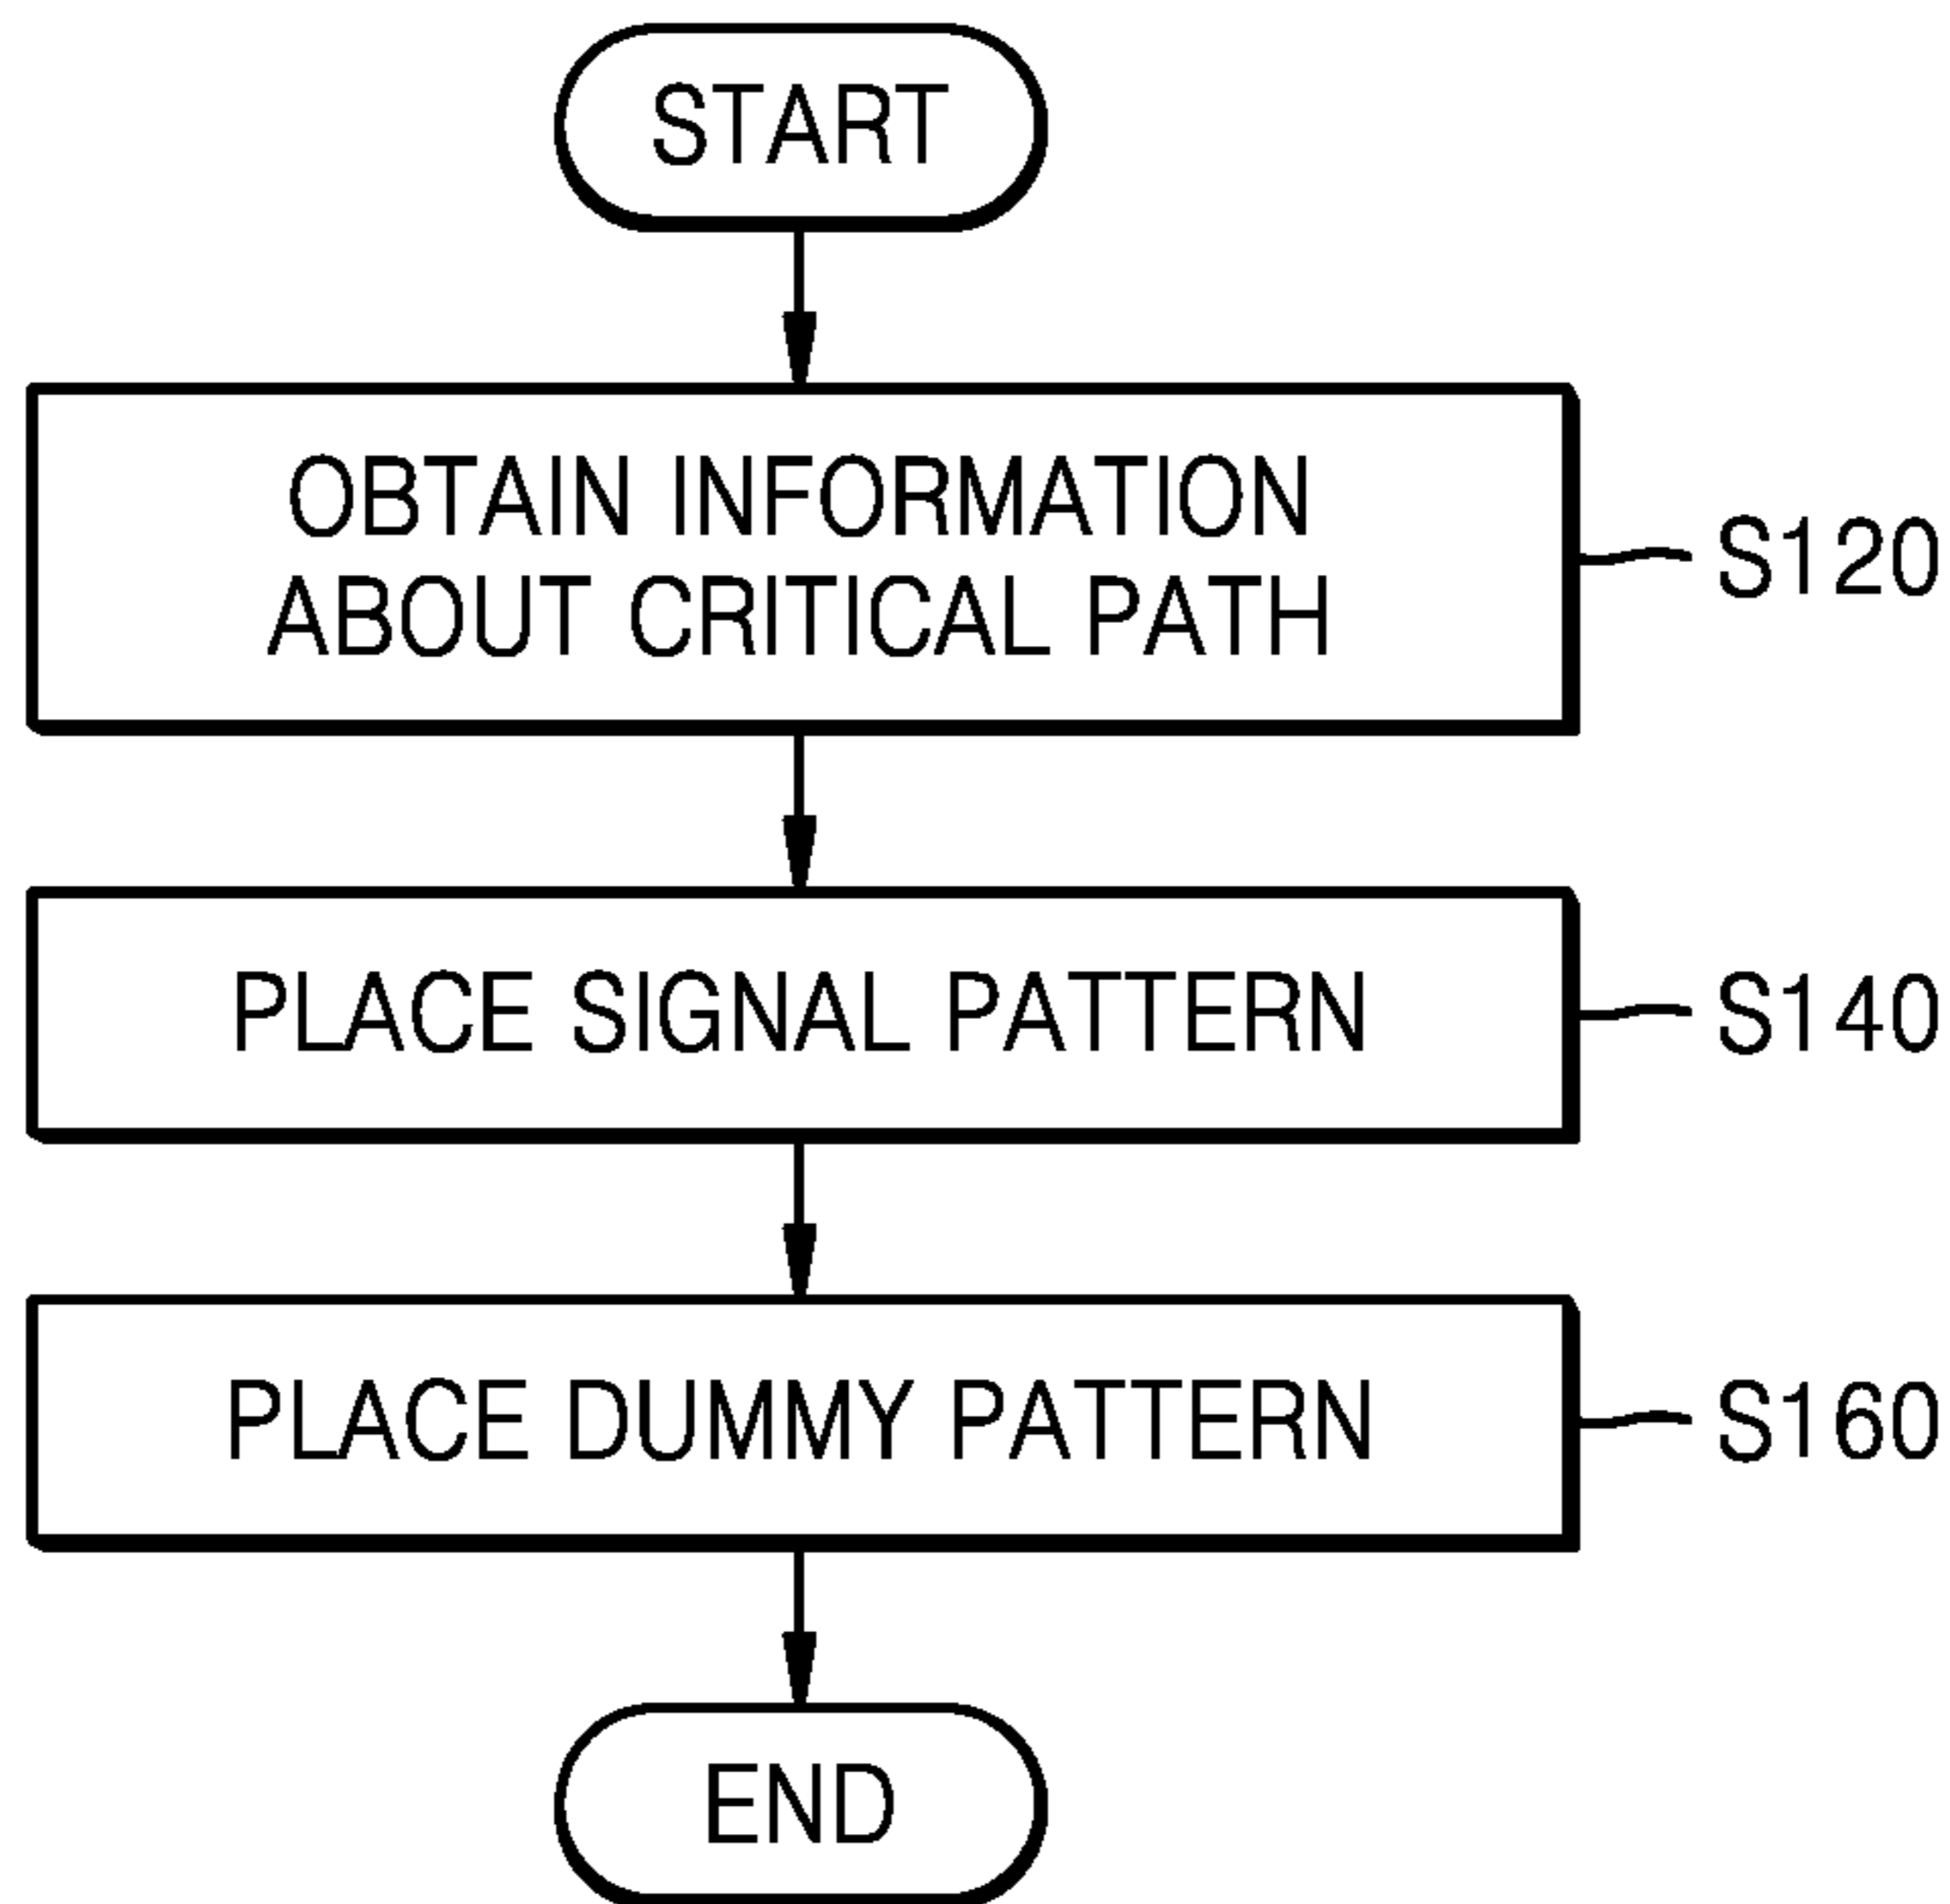 START
OBTAIN INFORMATION
ABOUT CRITICAL PATH
S120
PLACE SIGNAL PATTERN
S140
PLACE DUMMY PATTERN
S160
END